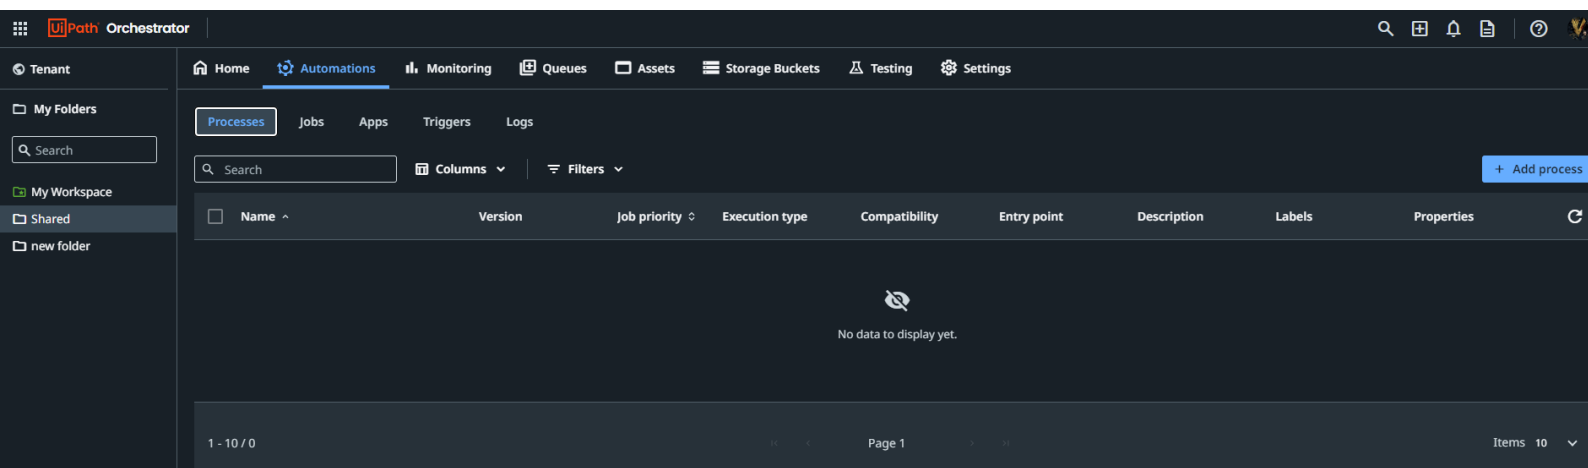 UiPath Orchestrator
Tenant
Home Automations Monitoring Queues Assets Storage Buckets Testing Settings
My Folders
Search
My Workspace
Shared
new folder
Processes Jobs Apps Triggers Logs
Search Columns Filters + Add process
Name Version Job priority Execution type Compatibility Entry point Description Labels Properties
No data to display yet.
1 - 10 / 0 Page 1 Items 10